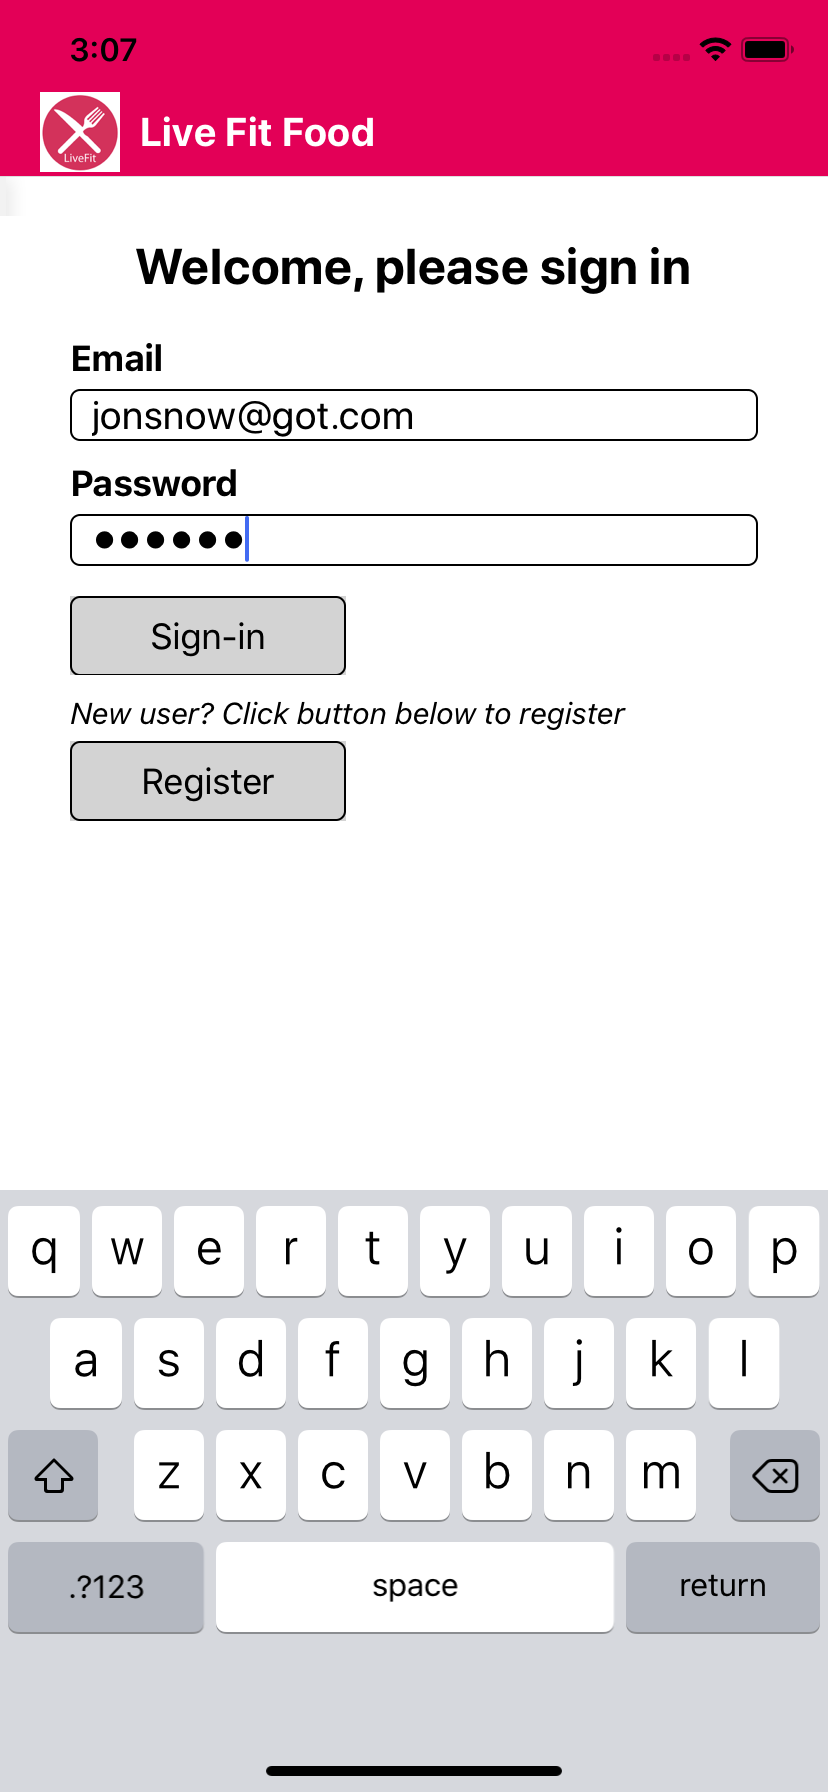 3:07
LiveFit
Live Fit Food
Welcome, please sign in
Email
jonsnow@got.com
Password
••••••
Sign-in
New user? Click button below to register
Register
q w e r t y u i o p
a s d f g h j k l
z x c v b n m
.?123 space return